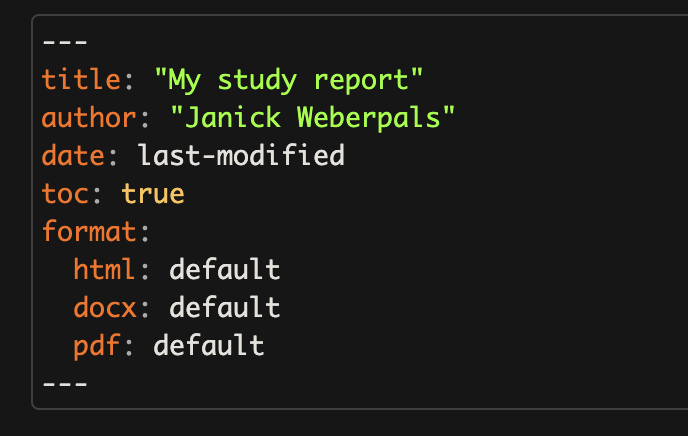 ---
title: "My study report"
author: "Janick Weberpals"
date: last-modified
toc: true
format:
  html: default
  docx: default
  pdf: default
---